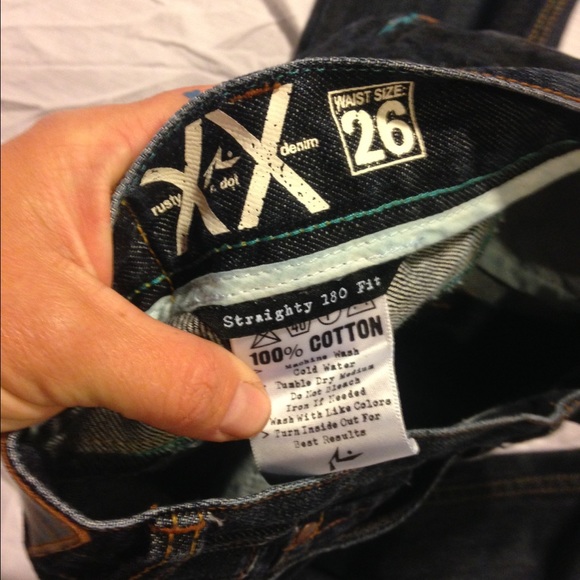 XX
rusty
r. dot
denim
WAIST SIZE:
26
Straighty 180 Fit
40
100% COTTON
Machine Wash
Cold Water
Tumble Dry Medium
Do Not Bleach
Iron if Needed
Wash With Like Colors
> Turn Inside Out For
Best Results